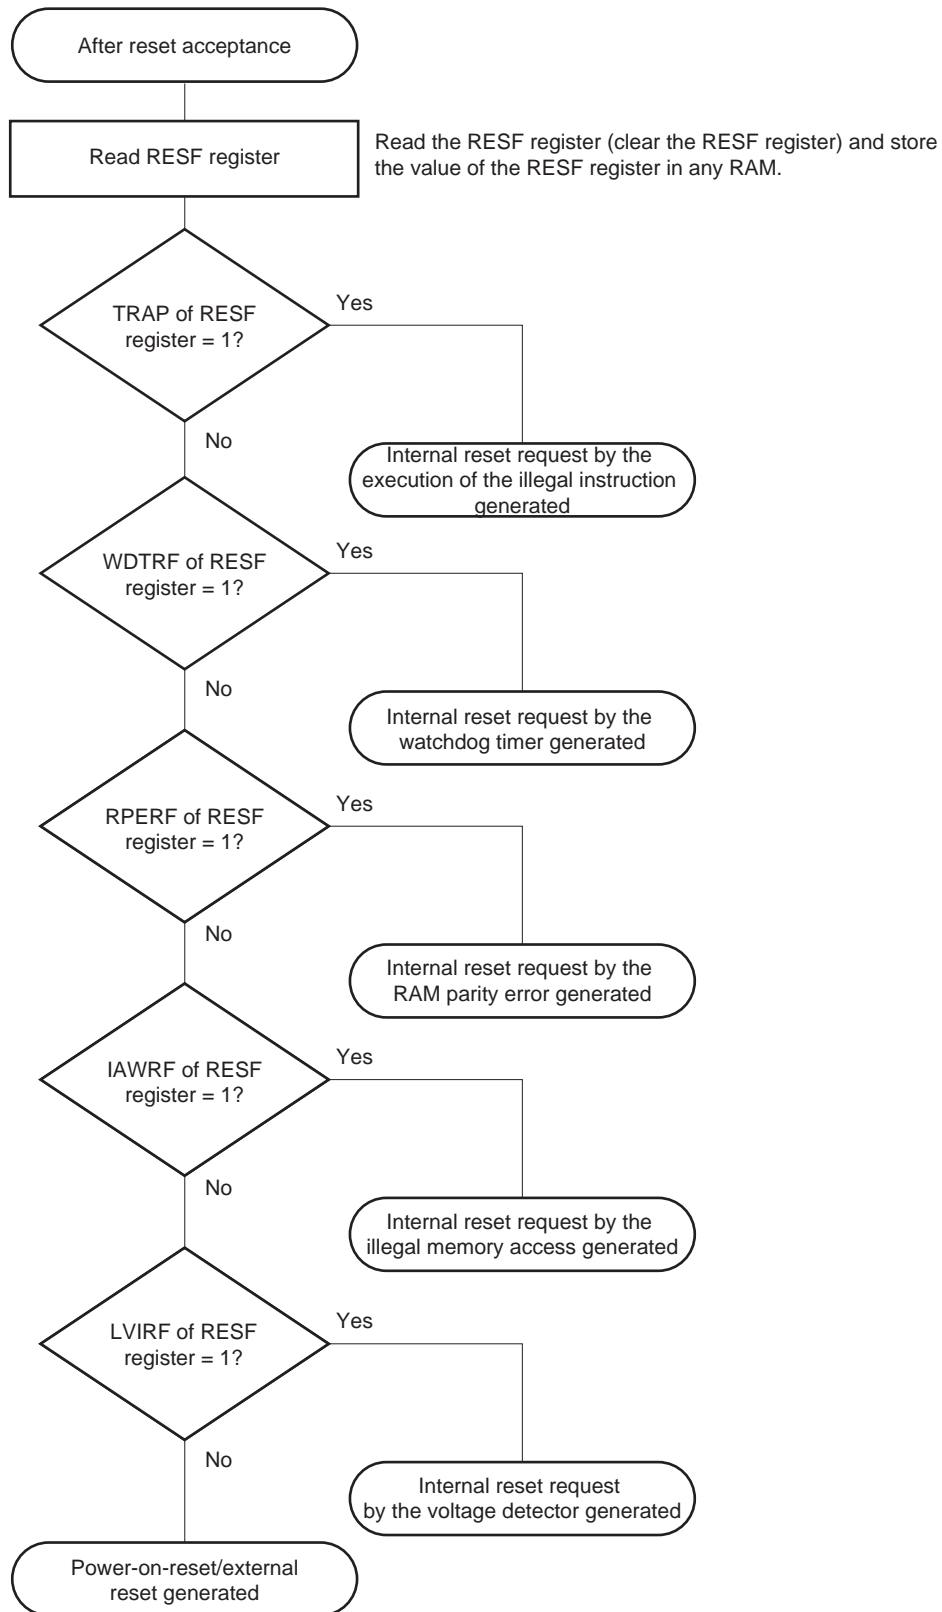 After reset acceptance
Read RESF register
Read the RESF register (clear the RESF register) and store
the value of the RESF register in any RAM.
TRAP of RESF
register = 1?
Yes
No
Internal reset request by the
execution of the illegal instruction
generated
WDTRF of RESF
register = 1?
Yes
No
Internal reset request by the
watchdog timer generated
RPERF of RESF
register = 1?
Yes
No
Internal reset request by the
RAM parity error generated
IAWRF of RESF
register = 1?
Yes
No
Internal reset request by the
illegal memory access generated
LVIRF of RESF
register = 1?
Yes
No
Internal reset request
by the voltage detector generated
Power-on-reset/external
reset generated